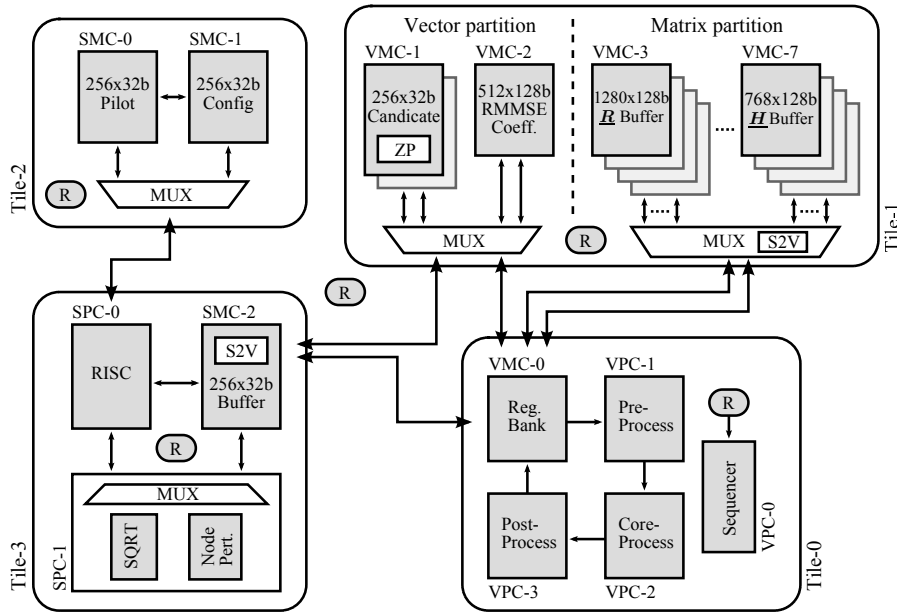 SMC-0
SMC-1
256x32b
Pilot
256x32b
Config
R
MUX
Tile-2
Vector partition
Matrix partition
VMC-1
VMC-2
VMC-3
VMC-7
256x32b
Candicate
ZP
512x128b
RMMSE
Coeff.
1280x128b
R Buffer
....
768x128b
H Buffer
....
....
MUX
R
MUX
S2V
Tile-1
R
SPC-0
SMC-2
RISC
S2V
256x32b
Buffer
R
MUX
SQRT
Node
Pert.
SPC-1
Tile-3
VMC-0
VPC-1
Reg.
Bank
Pre-
Process
R
Sequencer
VPC-0
Post-
Process
Core-
Process
VPC-3
VPC-2
Tile-0